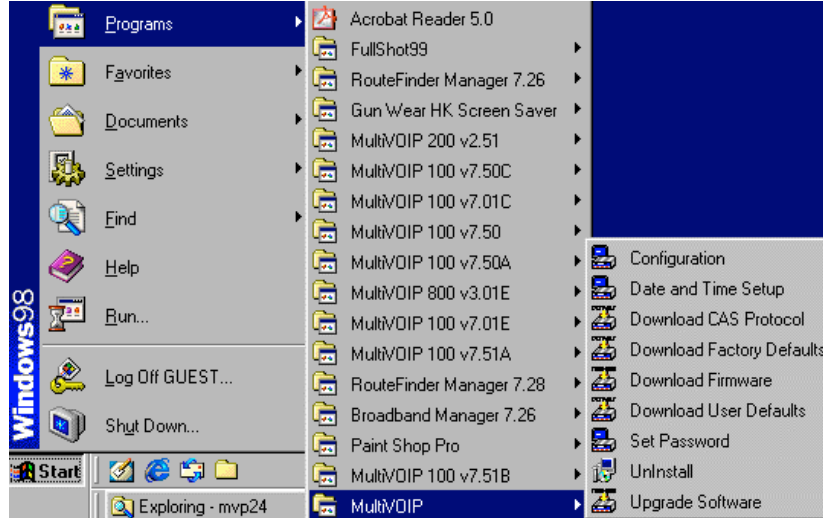 Programs
Favorites
Documents
Settings
Find
Help
Run...
Log Off GUEST...
Shut Down...
Windows98
Start
Exploring - mvp24
Acrobat Reader 5.0
FullShot99
RouteFinder Manager 7.26
Gun Wear HK Screen Saver
MultiVOIP 200 v2.51
MultiVOIP 100 v7.50C
MultiVOIP 100 v7.01C
MultiVOIP 100 v7.50
MultiVOIP 100 v7.50A
MultiVOIP 800 v3.01E
MultiVOIP 100 v7.01E
MultiVOIP 100 v7.51A
RouteFinder Manager 7.28
Broadband Manager 7.26
Paint Shop Pro
MultiVOIP 100 v7.51B
MultiVOIP
Configuration
Date and Time Setup
Download CAS Protocol
Download Factory Defaults
Download Firmware
Download User Defaults
Set Password
UnInstall
Upgrade Software